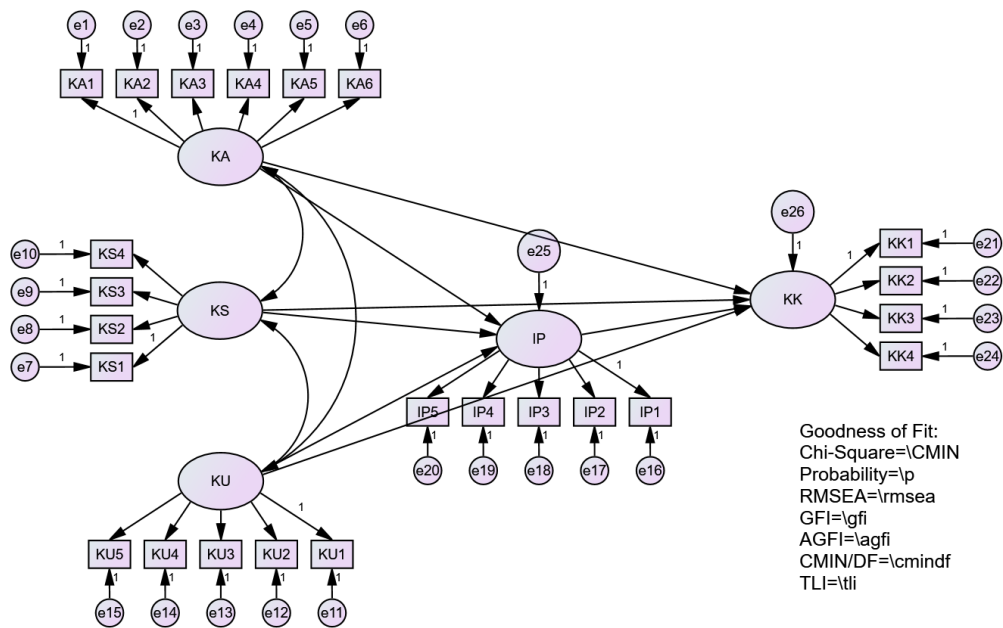 e1 e2 e3 e4 e5 e6
1 1 1 1 1 1
KA1 KA2 KA3 KA4 KA5 KA6
1
KA
e26
1
e25
1
e10 1 KS4
e9 1 KS3
e8 1 KS2
e7 1 KS1
1
KS
IP
KK
1
KK1 1 e21
KK2 1 e22
KK3 1 e23
KK4 1 e24
1
IP5 IP4 IP3 IP2 IP1
1 1 1 1 1
e20 e19 e18 e17 e16
KU
1
KU5 KU4 KU3 KU2 KU1
1 1 1 1 1
e15 e14 e13 e12 e11
Goodness of Fit:
Chi-Square=\CMIN
Probability=\p
RMSEA=\rmsea
GFI=\gfi
AGFI=\agfi
CMIN/DF=\cmindf
TLI=\tli